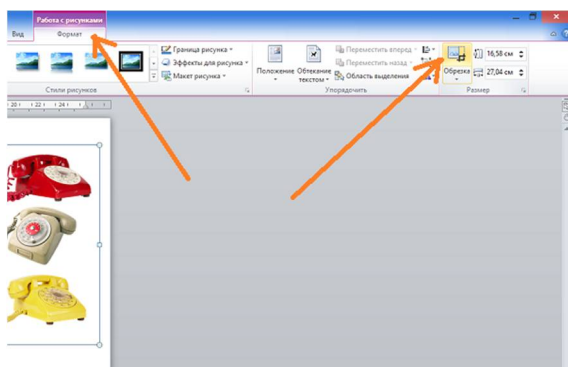 Работа с рисунками
Вид Формат
Граница рисунка
Эффекты для рисунка
Макет рисунка
Стили рисунков
Положение
Обтекание текстом
Переместить вперед
Переместить назад
Область выделения
Упорядочить
Обрезка
16,58 см
27,04 см
Размер
20 22 24